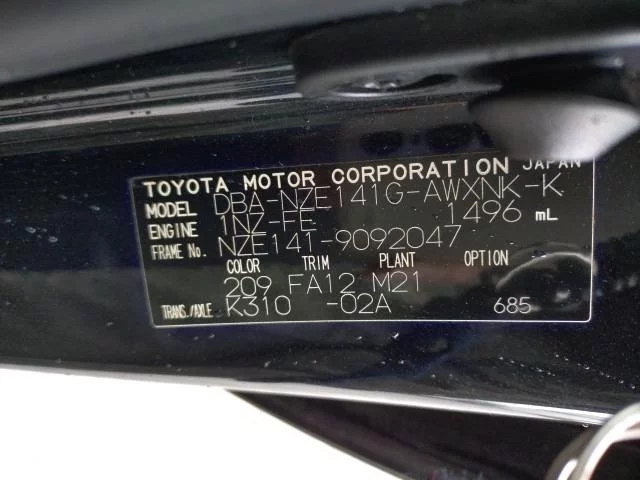 TOYOTA MOTOR CORPORATION JAPAN
MODEL DBA-NZE141G-AWXNK-K
ENGINE 1NZ-FE 1496 mL
FRAME No. NZE141-9092047
COLOR TRIM PLANT OPTION
209 FA12 M21
TRANS./AXLE K310 -02A 685